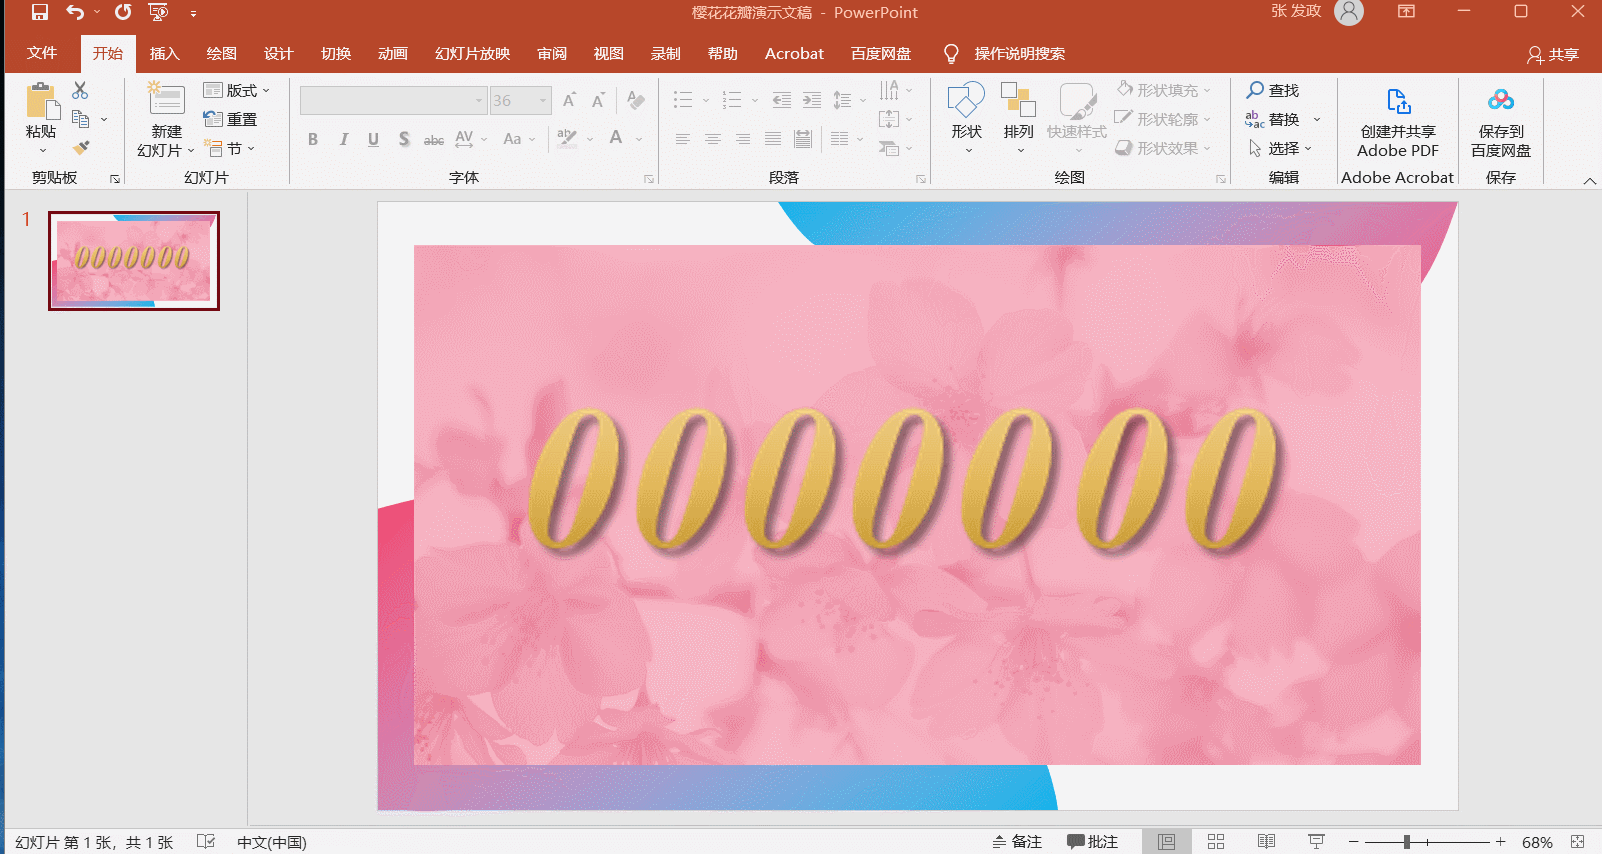 樱花花瓣演示文稿 - PowerPoint
张 发政
文件 开始 插入 绘图 设计 切换 动画 幻灯片放映 审阅 视图 录制 帮助 Acrobat 百度网盘 操作说明搜索 共享
粘贴
剪贴板
新建
幻灯片
版式
重置
节
幻灯片
36
A A A
B I U S abc AV Aa aby A
字体
段落
形状
排列
快速样式
形状填充
形状轮廓
形状效果
绘图
查找
替换
选择
编辑
创建并共享
Adobe PDF
Adobe Acrobat
保存到
百度网盘
保存
1
0000000
0000000
幻灯片 第 1 张，共 1 张 中文(中国) 备注 批注 68%